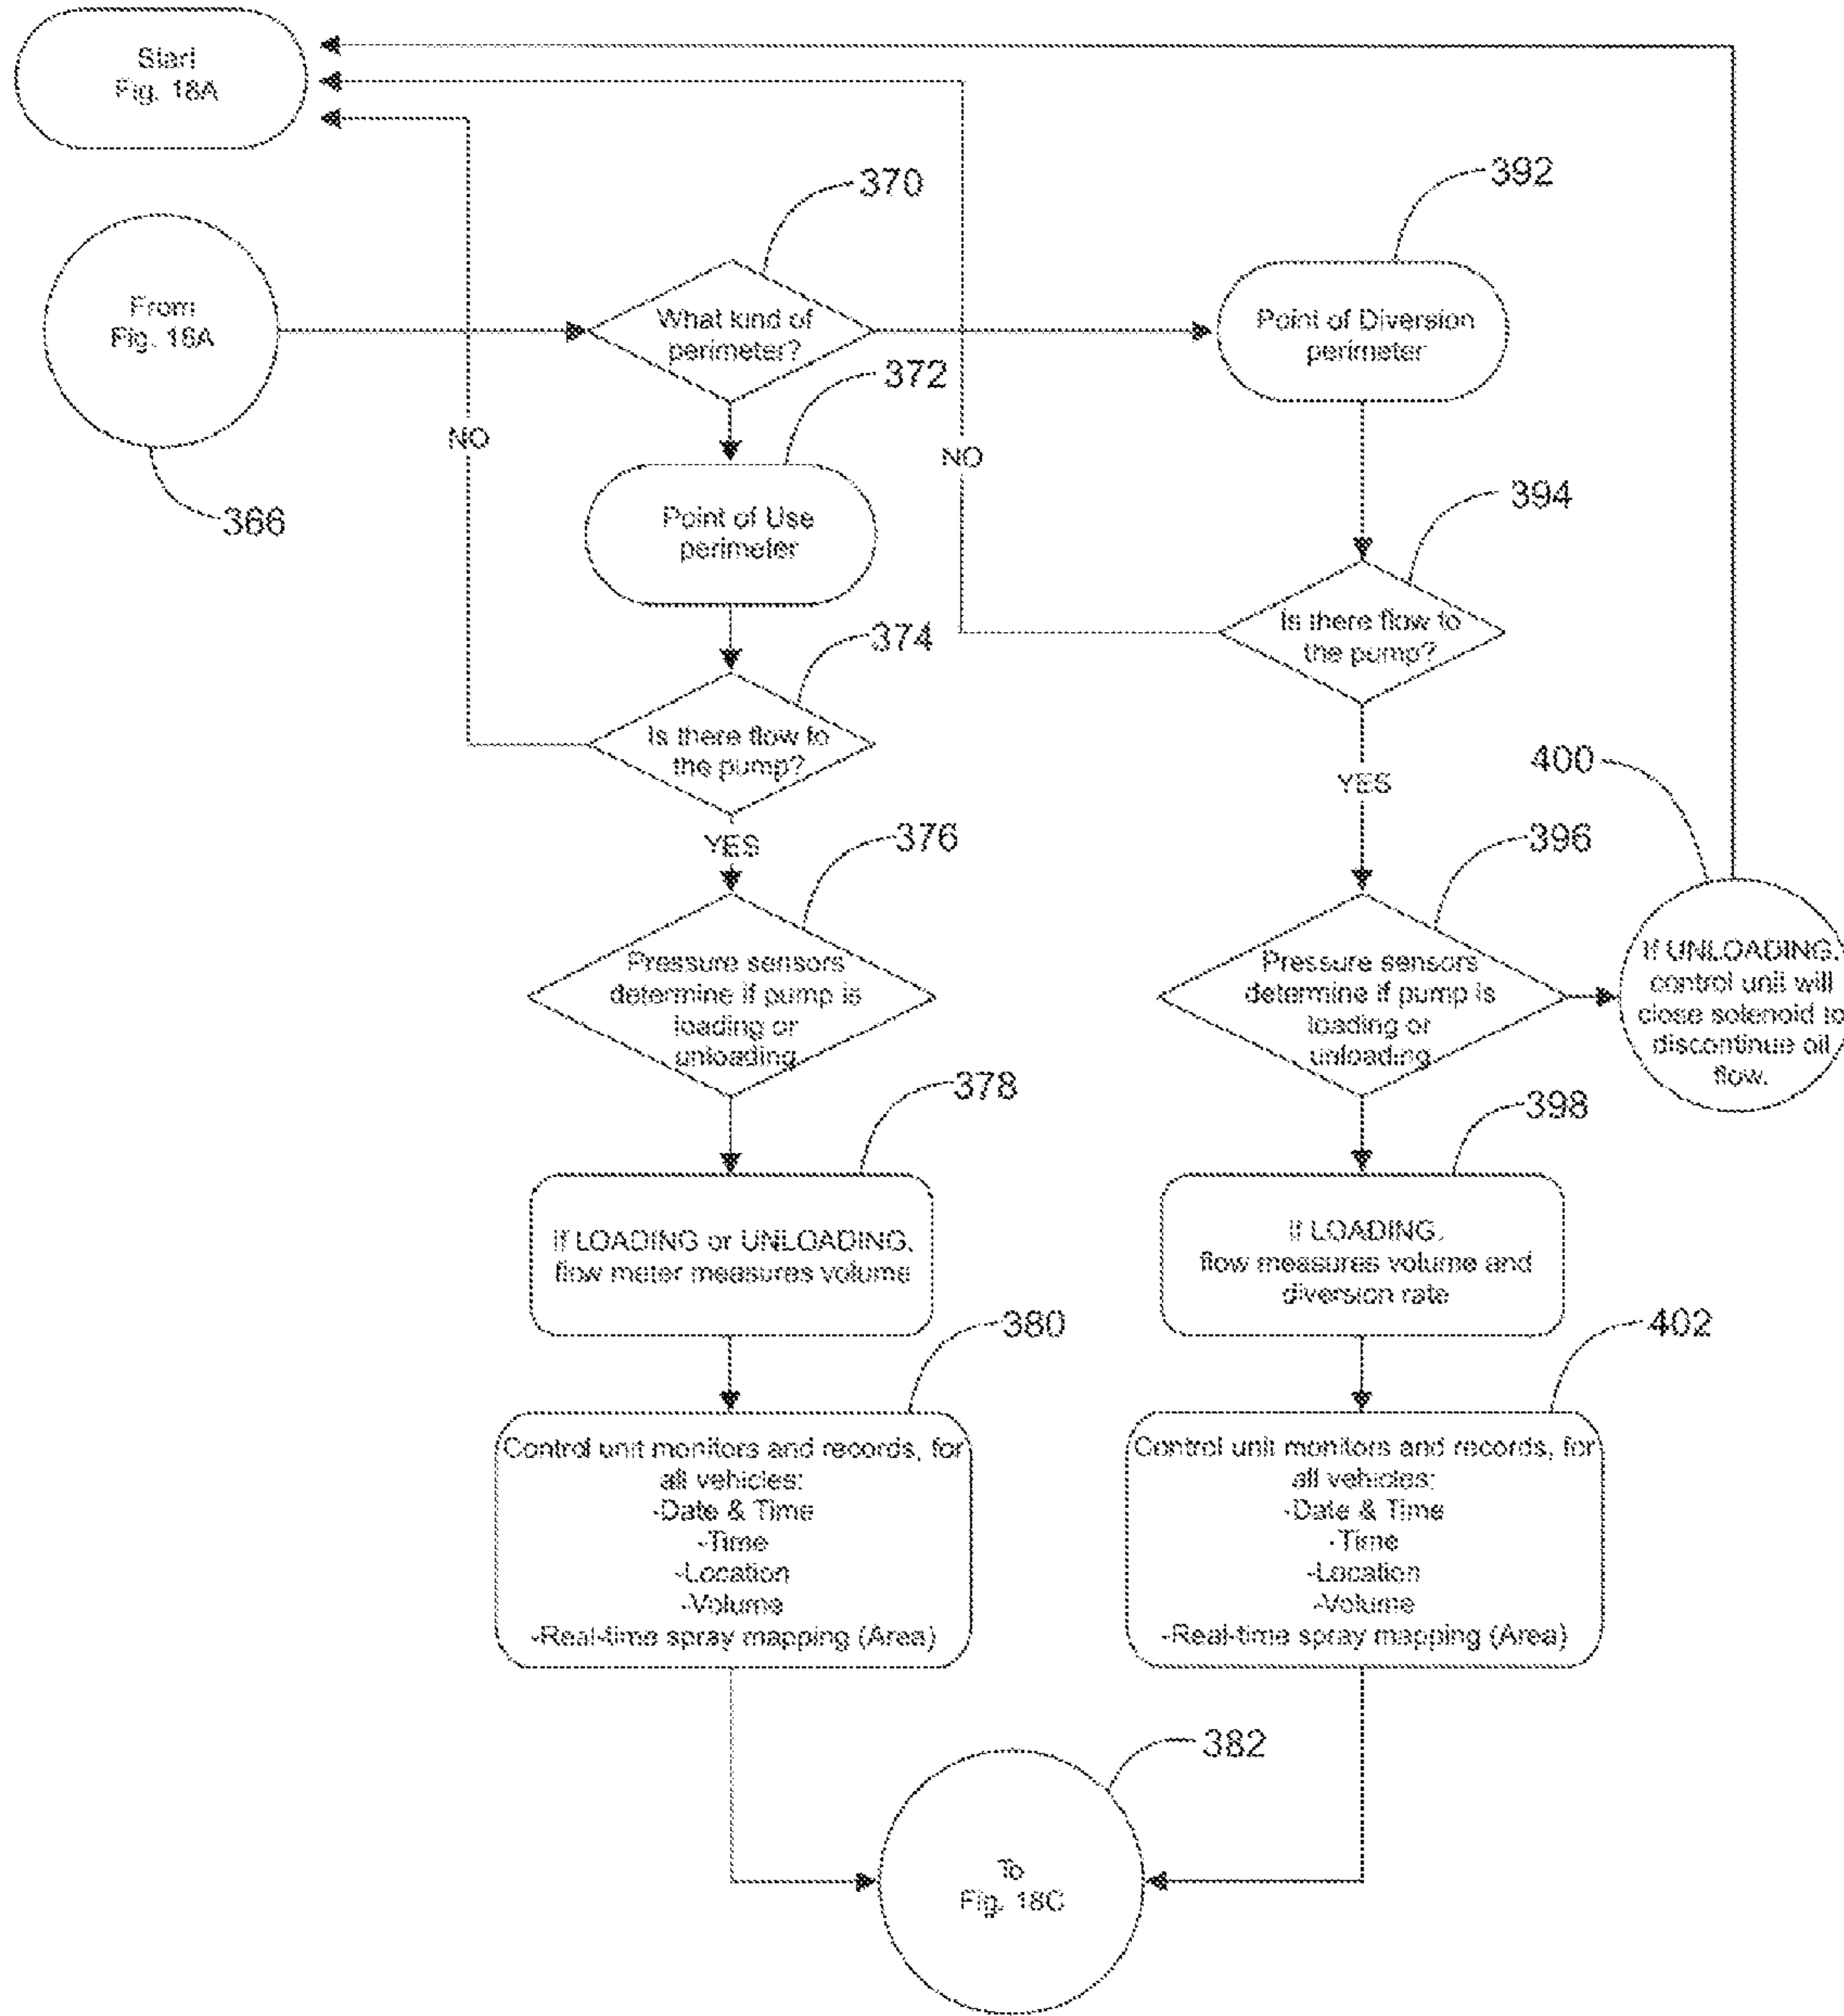 Start
Fig. 18A
370
392
From
Fig. 18A
366
What kind of
perimeter?
Point of Diversion
perimeter
372
NO
NO
Point of Use
perimeter
394
Is there flow to
the pump?
374
Is there flow to
the pump?
YES
YES
376
396
400
Pressure sensors
determine if pump is
loading or
unloading
Pressure sensors
determine if pump is
loading or
unloading
If UNLOADING,
control unit will
close solenoid to
discontinue oil
flow.
378
398
If LOADING or UNLOADING,
flow meter measures volume
If LOADING,
flow measures volume and
diversion rate
380
402
Control unit monitors and records, for
all vehicles:
-Date & Time
-Time
-Location
-Volume
-Real-time spray mapping (Area)
Control unit monitors and records, for
all vehicles:
-Date & Time
-Time
-Location
-Volume
-Real-time spray mapping (Area)
382
To
Fig. 18C